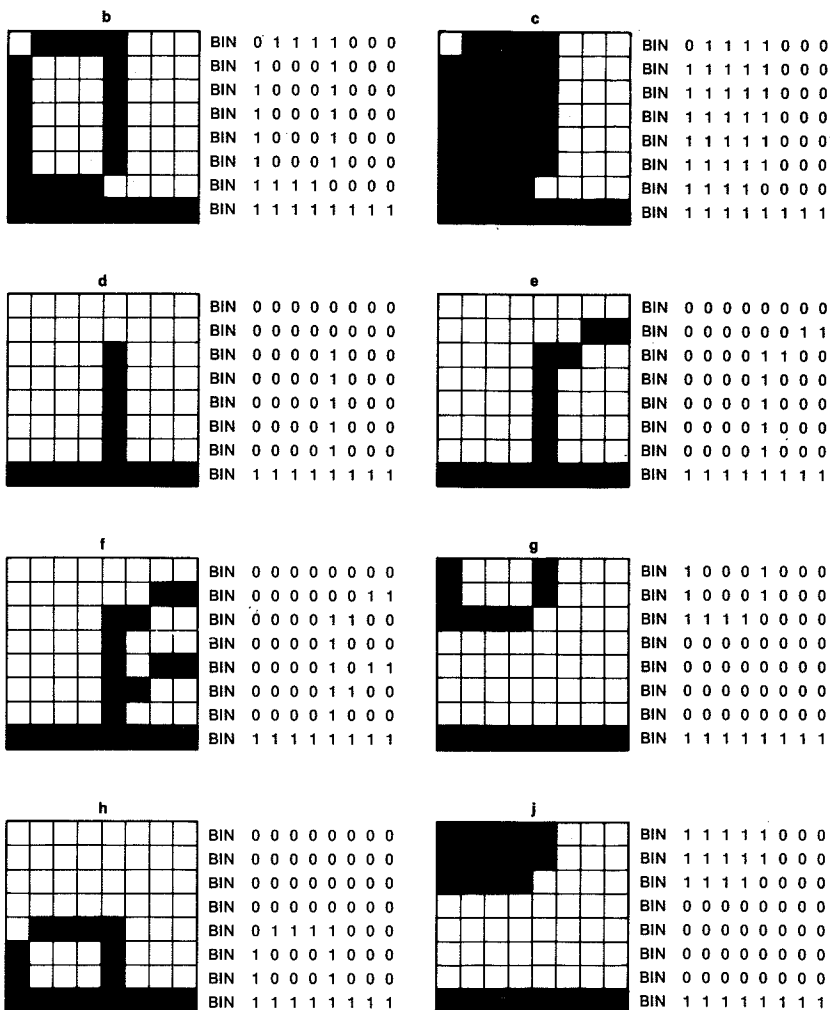 b
BIN 0 1 1 1 1 0 0 0
BIN 1 0 0 0 1 0 0 0
BIN 1 0 0 0 1 0 0 0
BIN 1 0 0 0 1 0 0 0
BIN 1 0 0 0 1 0 0 0
BIN 1 0 0 0 1 0 0 0
BIN 1 1 1 1 0 0 0 0
BIN 1 1 1 1 1 1 1 1
c
BIN 0 1 1 1 1 0 0 0
BIN 1 1 1 1 1 0 0 0
BIN 1 1 1 1 1 0 0 0
BIN 1 1 1 1 1 0 0 0
BIN 1 1 1 1 1 0 0 0
BIN 1 1 1 1 1 0 0 0
BIN 1 1 1 1 0 0 0 0
BIN 1 1 1 1 1 1 1 1
d
BIN 0 0 0 0 0 0 0 0
BIN 0 0 0 0 0 0 0 0
BIN 0 0 0 0 1 0 0 0
BIN 0 0 0 0 1 0 0 0
BIN 0 0 0 0 1 0 0 0
BIN 0 0 0 0 1 0 0 0
BIN 0 0 0 0 1 0 0 0
BIN 1 1 1 1 1 1 1 1
e
BIN 0 0 0 0 0 0 0 0
BIN 0 0 0 0 0 0 1 1
BIN 0 0 0 0 1 1 0 0
BIN 0 0 0 0 1 0 0 0
BIN 0 0 0 0 1 0 0 0
BIN 0 0 0 0 1 0 0 0
BIN 0 0 0 0 1 0 0 0
BIN 1 1 1 1 1 1 1 1
f
BIN 0 0 0 0 0 0 0 0
BIN 0 0 0 0 0 0 1 1
BIN 0 0 0 0 1 1 0 0
BIN 0 0 0 0 1 0 0 0
BIN 0 0 0 0 1 0 1 1
BIN 0 0 0 0 1 1 0 0
BIN 0 0 0 0 1 0 0 0
BIN 1 1 1 1 1 1 1 1
g
BIN 1 0 0 0 1 0 0 0
BIN 1 0 0 0 1 0 0 0
BIN 1 1 1 1 0 0 0 0
BIN 0 0 0 0 0 0 0 0
BIN 0 0 0 0 0 0 0 0
BIN 0 0 0 0 0 0 0 0
BIN 0 0 0 0 0 0 0 0
BIN 1 1 1 1 1 1 1 1
h
BIN 0 0 0 0 0 0 0 0
BIN 0 0 0 0 0 0 0 0
BIN 0 0 0 0 0 0 0 0
BIN 0 0 0 0 0 0 0 0
BIN 0 1 1 1 1 0 0 0
BIN 1 0 0 0 1 0 0 0
BIN 1 0 0 0 1 0 0 0
BIN 1 1 1 1 1 1 1 1
j
BIN 1 1 1 1 1 0 0 0
BIN 1 1 1 1 1 0 0 0
BIN 1 1 1 1 0 0 0 0
BIN 0 0 0 0 0 0 0 0
BIN 0 0 0 0 0 0 0 0
BIN 0 0 0 0 0 0 0 0
BIN 0 0 0 0 0 0 0 0
BIN 1 1 1 1 1 1 1 1